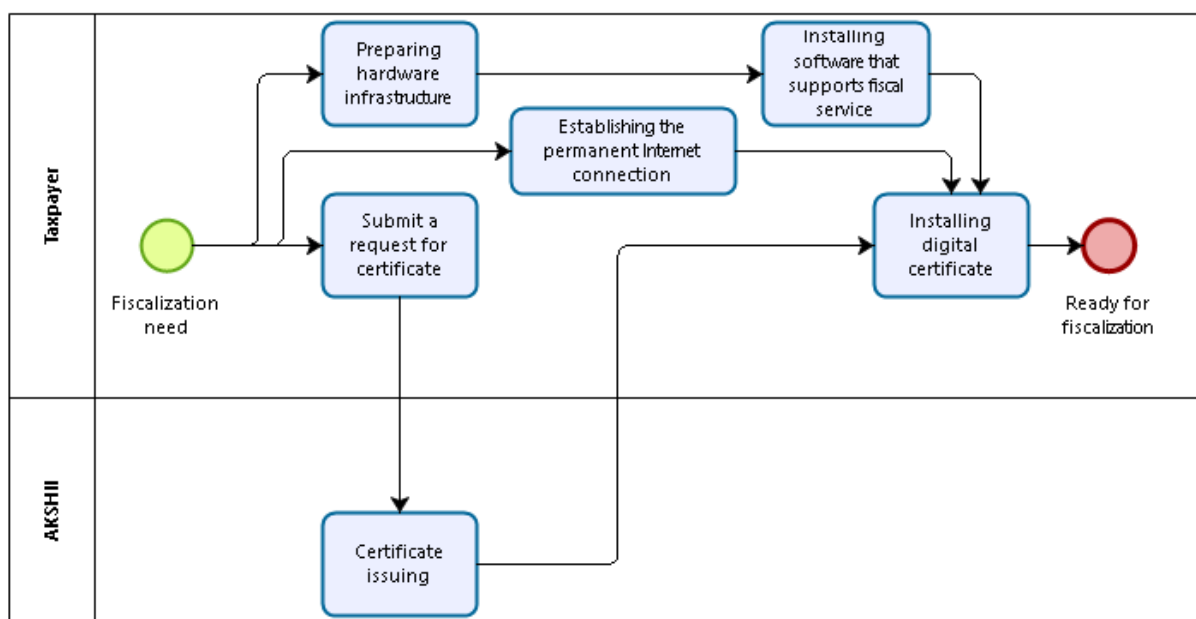 Taxpayer
Preparing
hardware
infrastructure
Installing
software that
supports fiscal
service
Establishing the
permanent Internet
connection
Submit a
request for
certificate
Installing
digital
certificate
Fiscalization
need
Ready for
fiscalization
AKSHII
Certificate
issuing